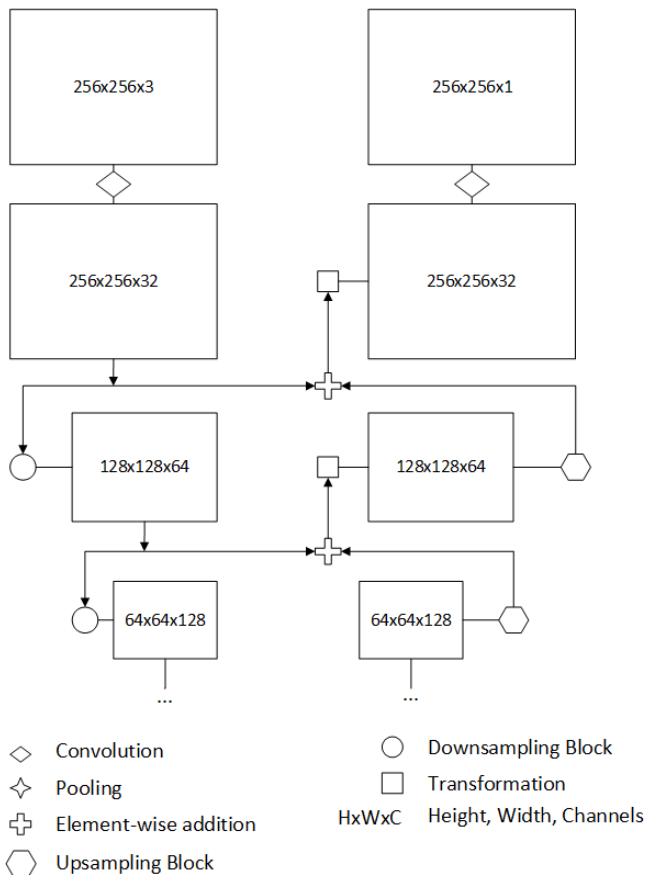 256x256x3
256x256x1
256x256x32
256x256x32
128x128x64
128x128x64
64x64x128
64x64x128
...
...
Convolution
Pooling
Element-wise addition
Upsampling Block
Downsampling Block
Transformation
HxWxC Height, Width, Channels